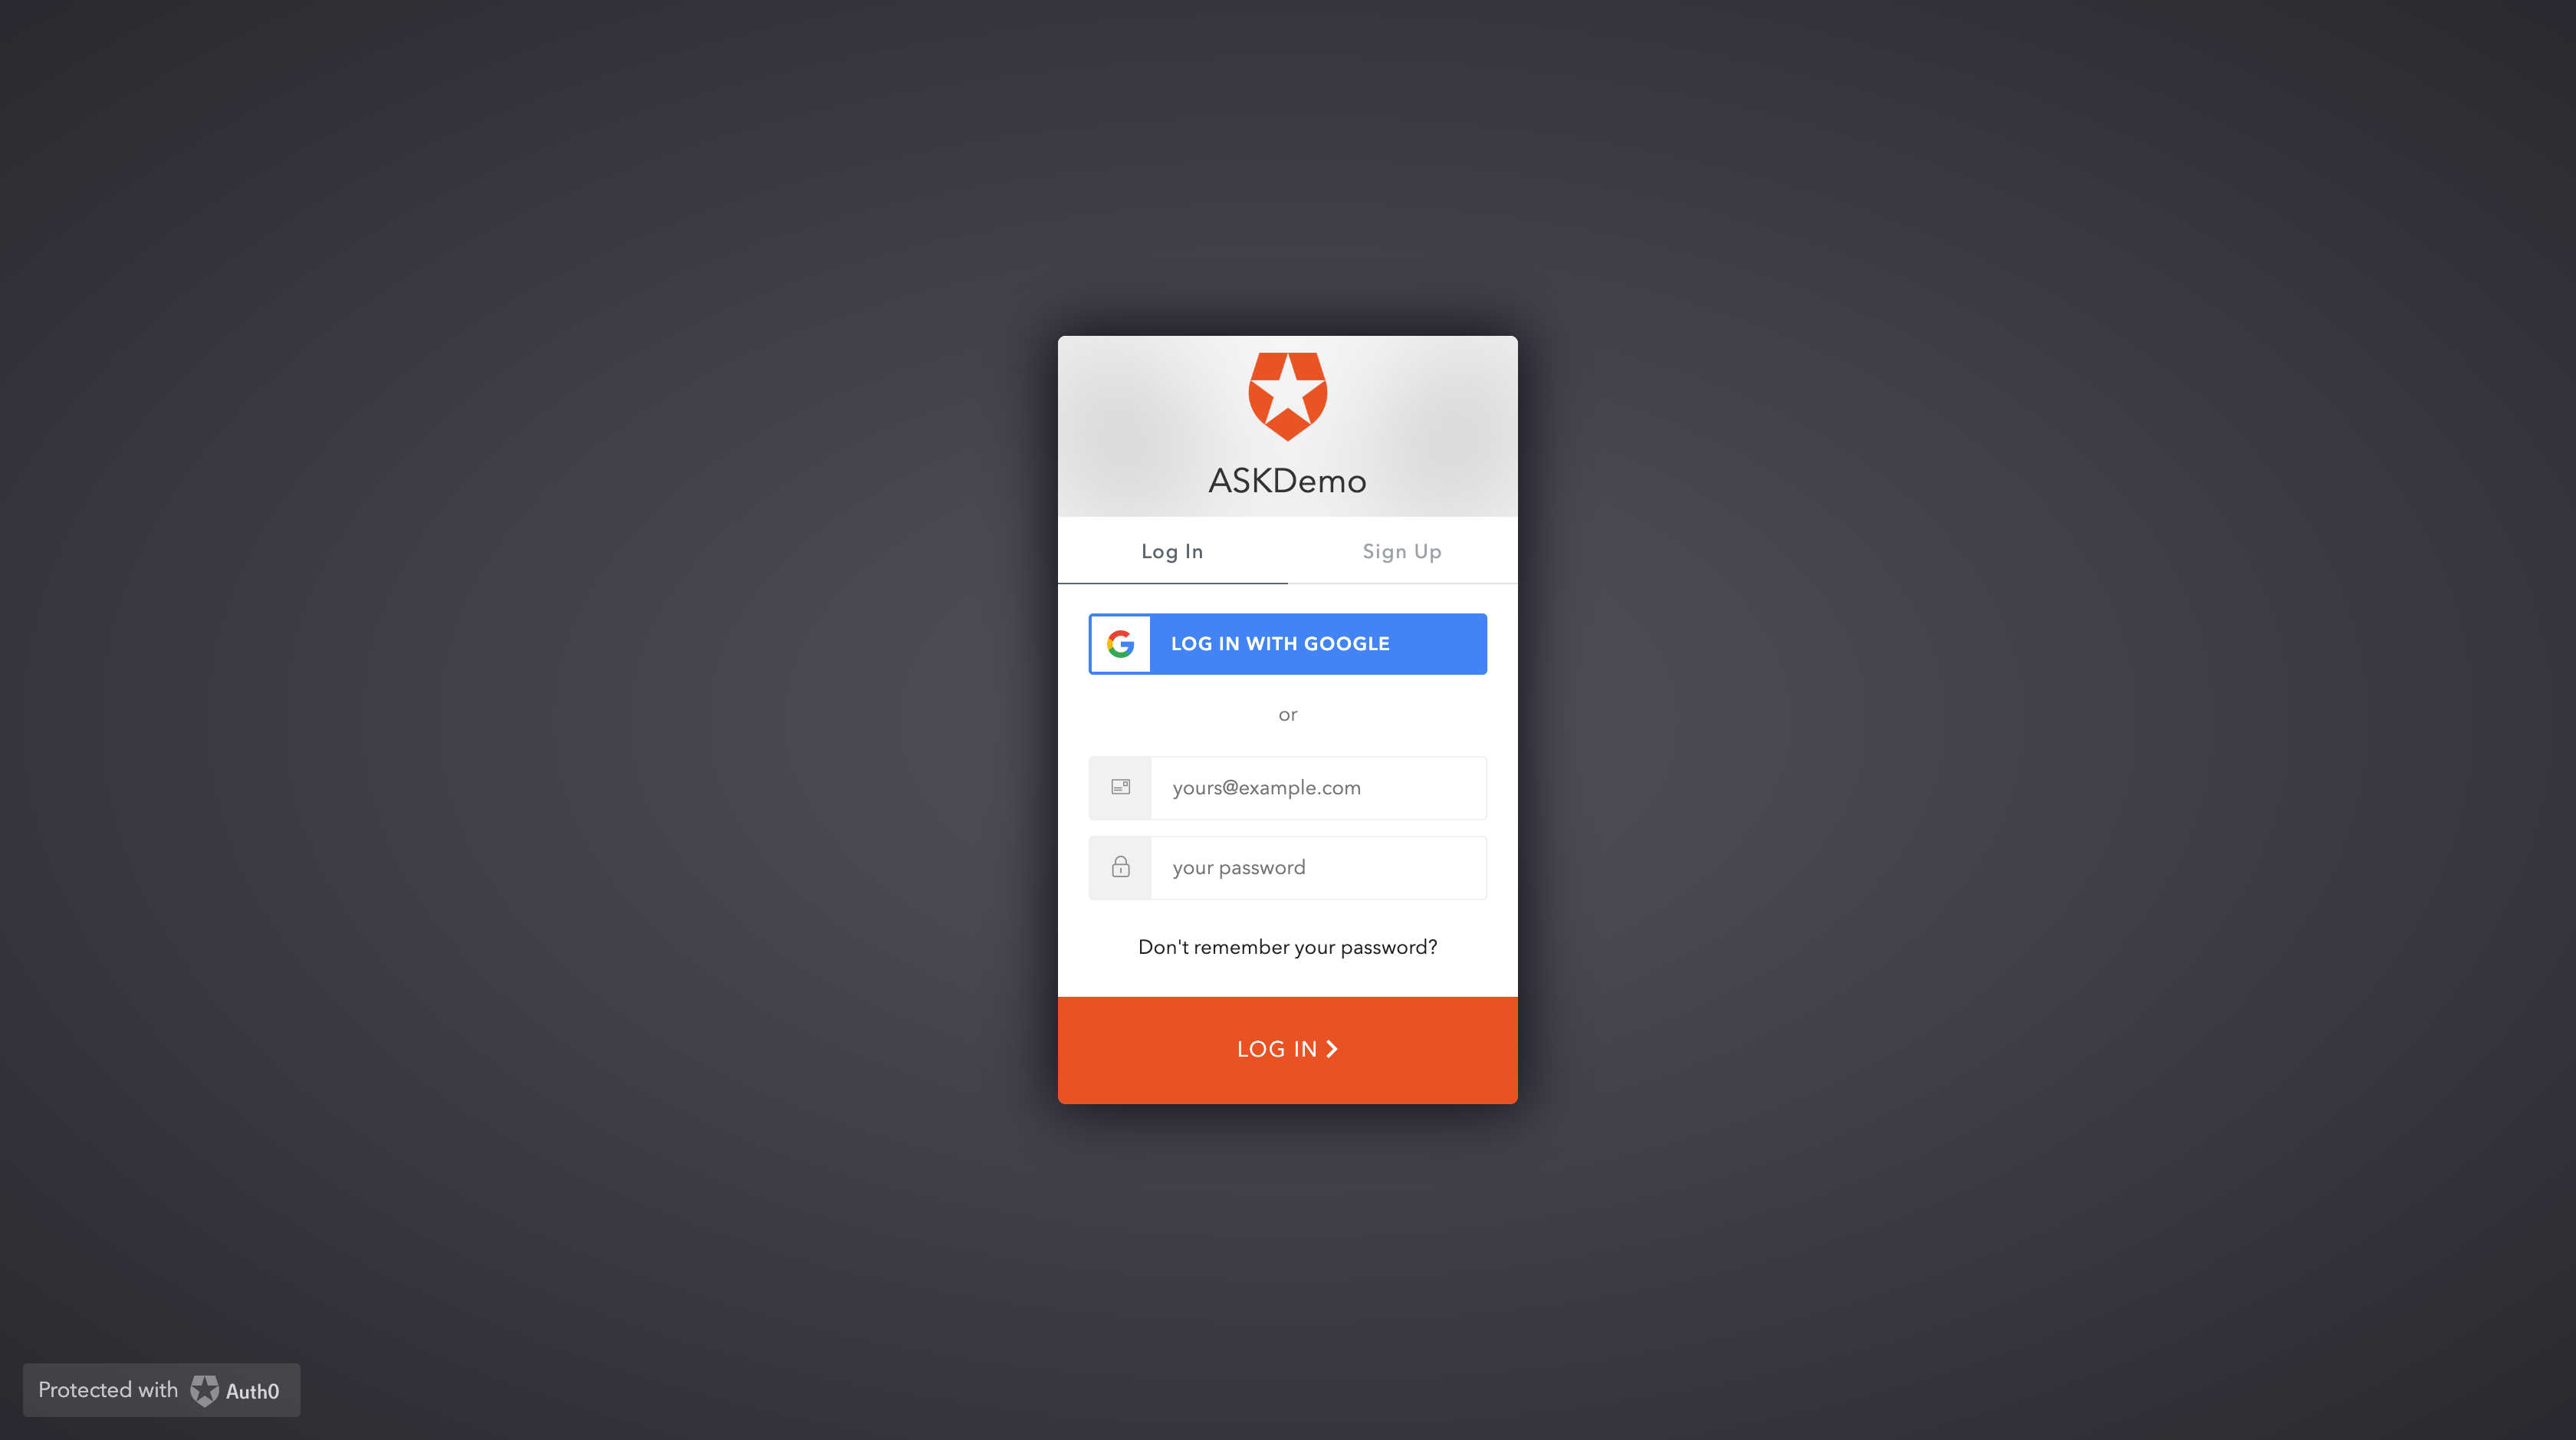 ASKDemo
Log In
Sign Up
LOG IN WITH GOOGLE
or
yours@example.com
your password
Don't remember your password?
LOG IN
Protected with Auth0